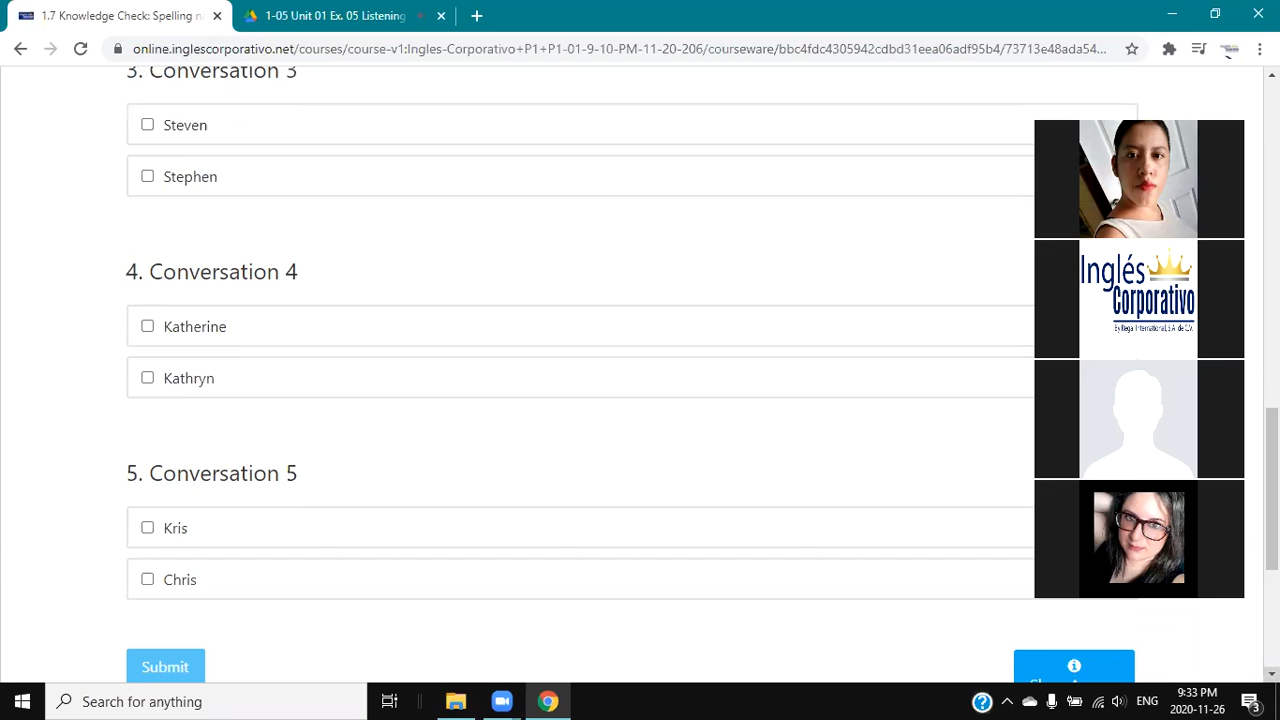 1.7 Knowledge Check: Spelling n
1-05 Unit 01 Ex. 05 Listening
online.inglescorporativo.net/courses/course-v1:Ingles-Corporativo+P1+P1-01-9-10-PM-11-20-206/courseware/bbc4fdc4305942cdbd31eea06adf95b4/73713e48ada54...
3. Conversation 3
Steven
Stephen
4. Conversation 4
Katherine
Kathryn
5. Conversation 5
Kris
Chris
Submit
Inglés
Corporativo
Search for anything
ENG
9:33 PM
2020-11-26
3